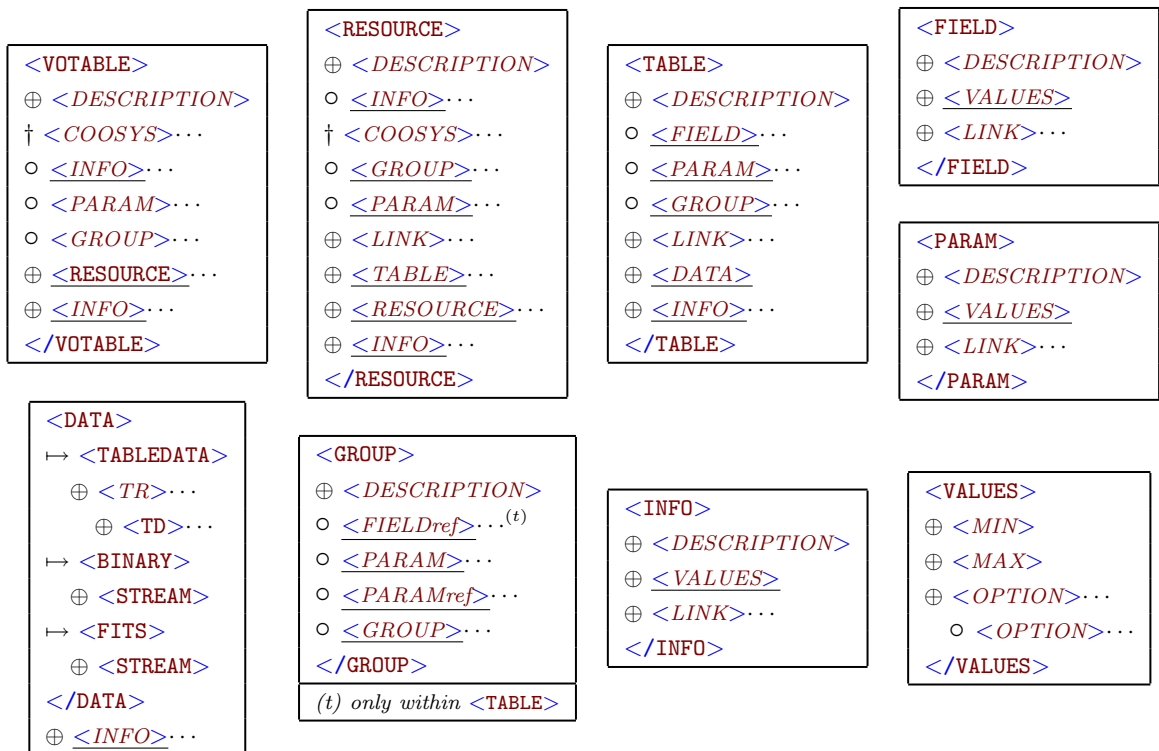 <VOTABLE>
⊕ <DESCRIPTION>
† <COOSYS>···
○ <INFO>···
○ <PARAM>···
○ <GROUP>···
⊕ <RESOURCE>···
⊕ <INFO>···
</VOTABLE>
<RESOURCE>
⊕ <DESCRIPTION>
○ <INFO>···
† <COOSYS>···
○ <GROUP>···
○ <PARAM>···
⊕ <LINK>···
⊕ <TABLE>···
⊕ <RESOURCE>···
⊕ <INFO>···
</RESOURCE>
<TABLE>
⊕ <DESCRIPTION>
○ <FIELD>···
○ <PARAM>···
○ <GROUP>···
⊕ <LINK>···
⊕ <DATA>
⊕ <INFO>···
</TABLE>
<FIELD>
⊕ <DESCRIPTION>
⊕ <VALUES>
⊕ <LINK>···
</FIELD>
<PARAM>
⊕ <DESCRIPTION>
⊕ <VALUES>
⊕ <LINK>···
</PARAM>
<DATA>
↦ <TABLEDATA>
⊕ <TR>···
⊕ <TD>···
↦ <BINARY>
⊕ <STREAM>
↦ <FITS>
⊕ <STREAM>
</DATA>
⊕ <INFO>···
<GROUP>
⊕ <DESCRIPTION>
○ <FIELDref>···(t)
○ <PARAM>···
○ <PARAMref>···
○ <GROUP>···
</GROUP>
(t) only within <TABLE>
<INFO>
⊕ <DESCRIPTION>
⊕ <VALUES>
⊕ <LINK>···
</INFO>
<VALUES>
⊕ <MIN>
⊕ <MAX>
⊕ <OPTION>···
○ <OPTION>···
</VALUES>